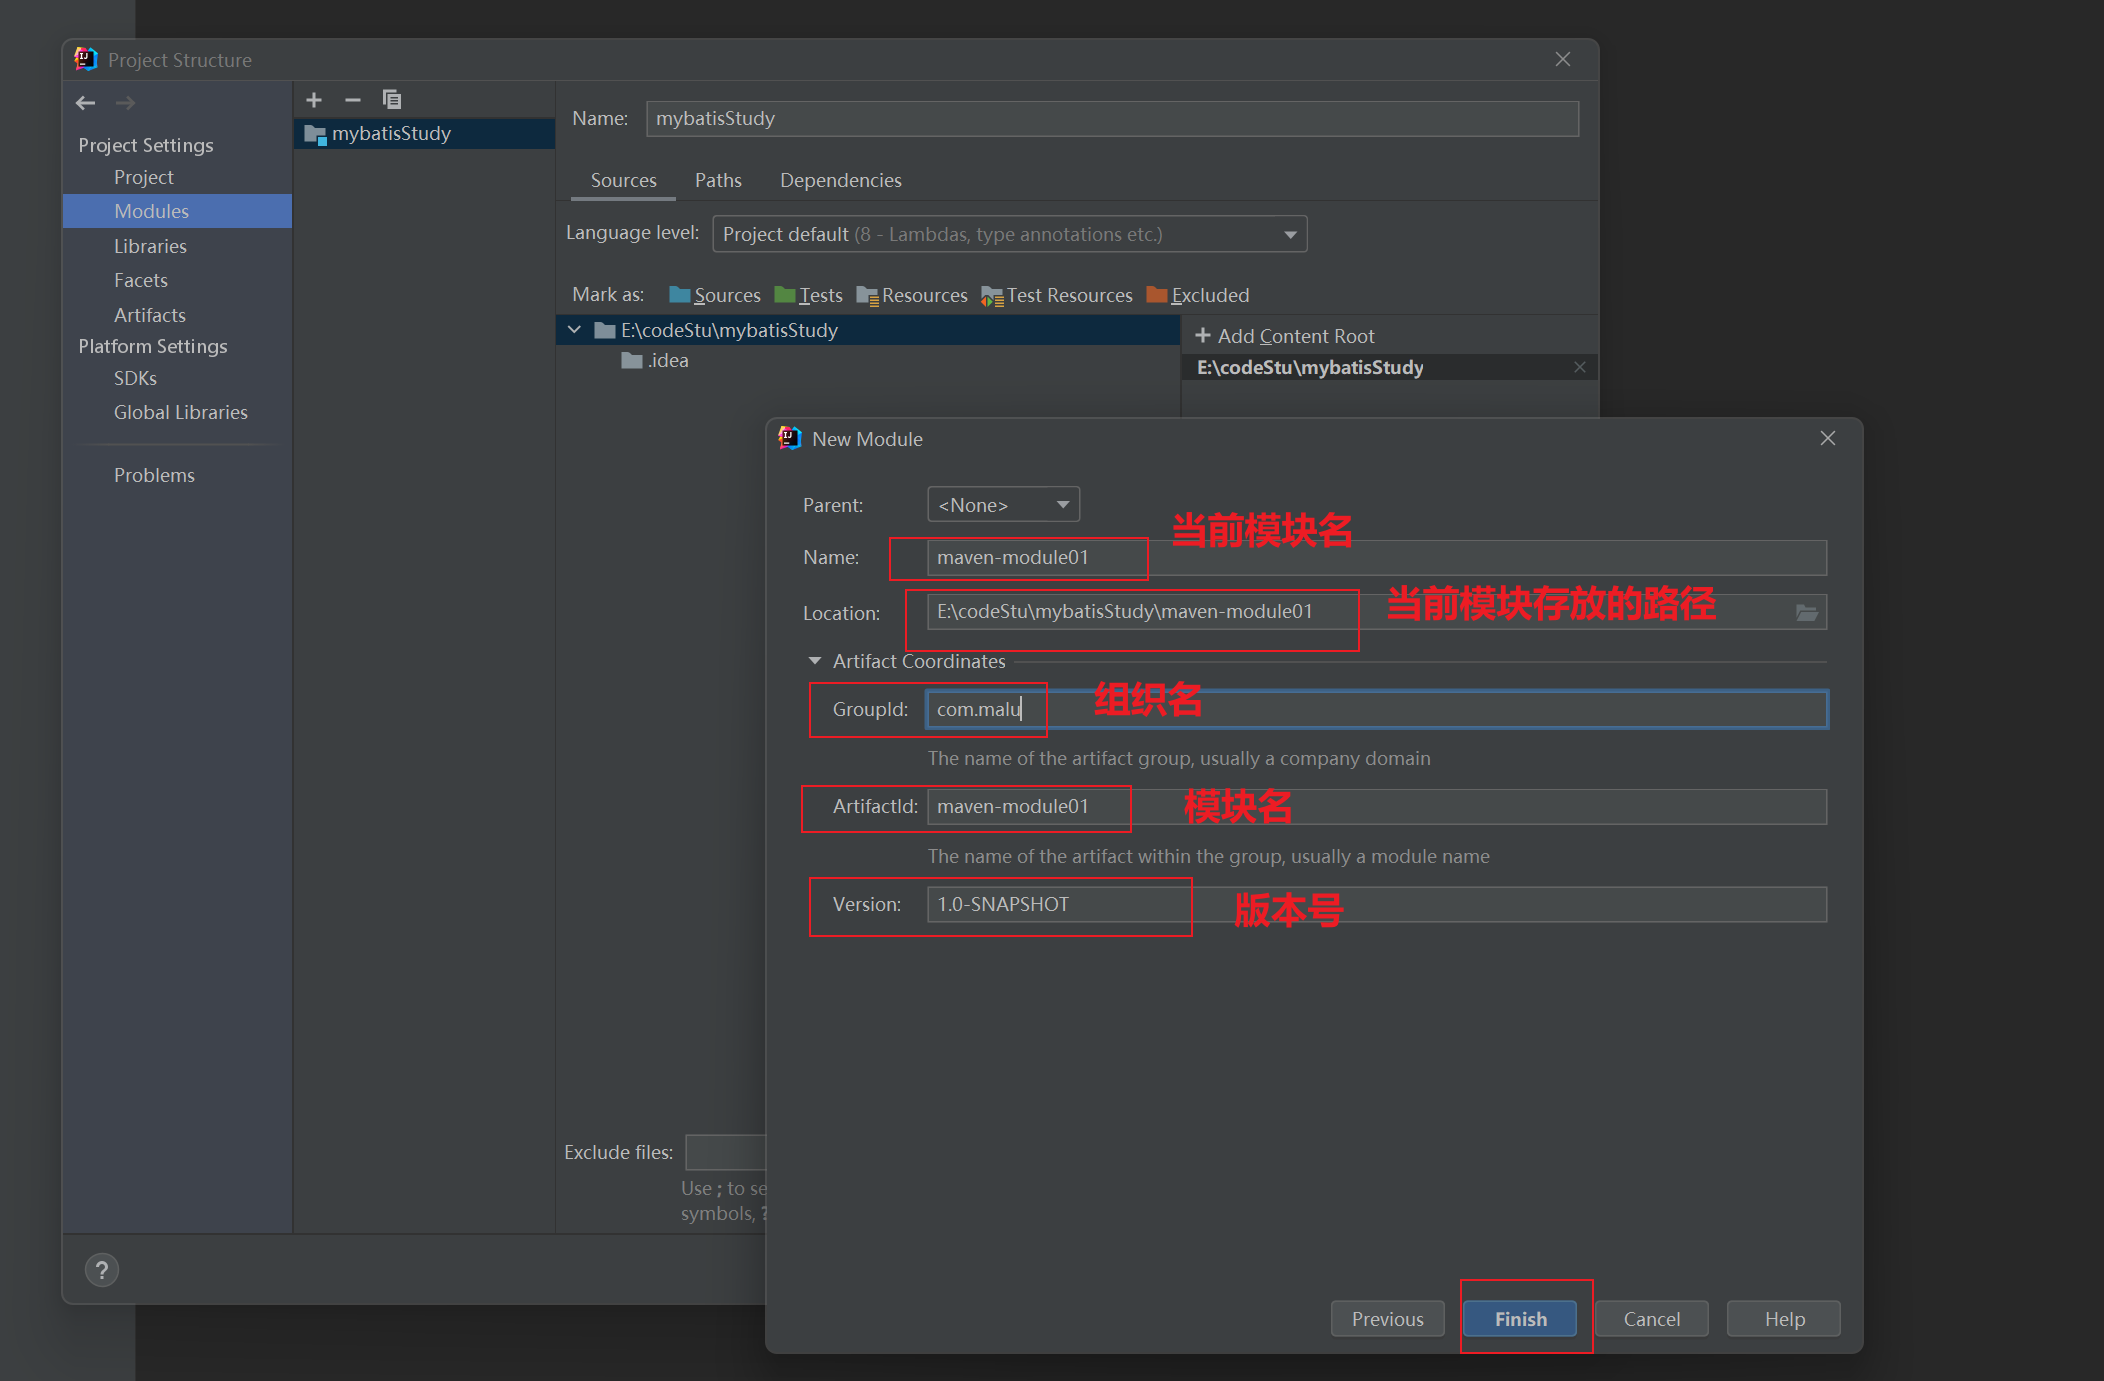 Project Structure
Project Settings
Project
Modules
Libraries
Facets
Artifacts
Platform Settings
SDKs
Global Libraries
Problems
mybatisStudy
Name: mybatisStudy
Sources Paths Dependencies
Language level: Project default (8 - Lambdas, type annotations etc.)
Mark as: Sources Tests Resources Test Resources Excluded
E:\codeStu\mybatisStudy
.idea
+ Add Content Root
E:\codeStu\mybatisStudy
Exclude files:
Use ; to se
symbols, ?
New Module
Parent: <None>
当前模块名
Name: maven-module01
Location: E:\codeStu\mybatisStudy\maven-module01 当前模块存放的路径
Artifact Coordinates
GroupId: com.malu 组织名
The name of the artifact group, usually a company domain
ArtifactId: maven-module01 模块名
The name of the artifact within the group, usually a module name
Version: 1.0-SNAPSHOT 版本号
?
Previous Finish Cancel Help